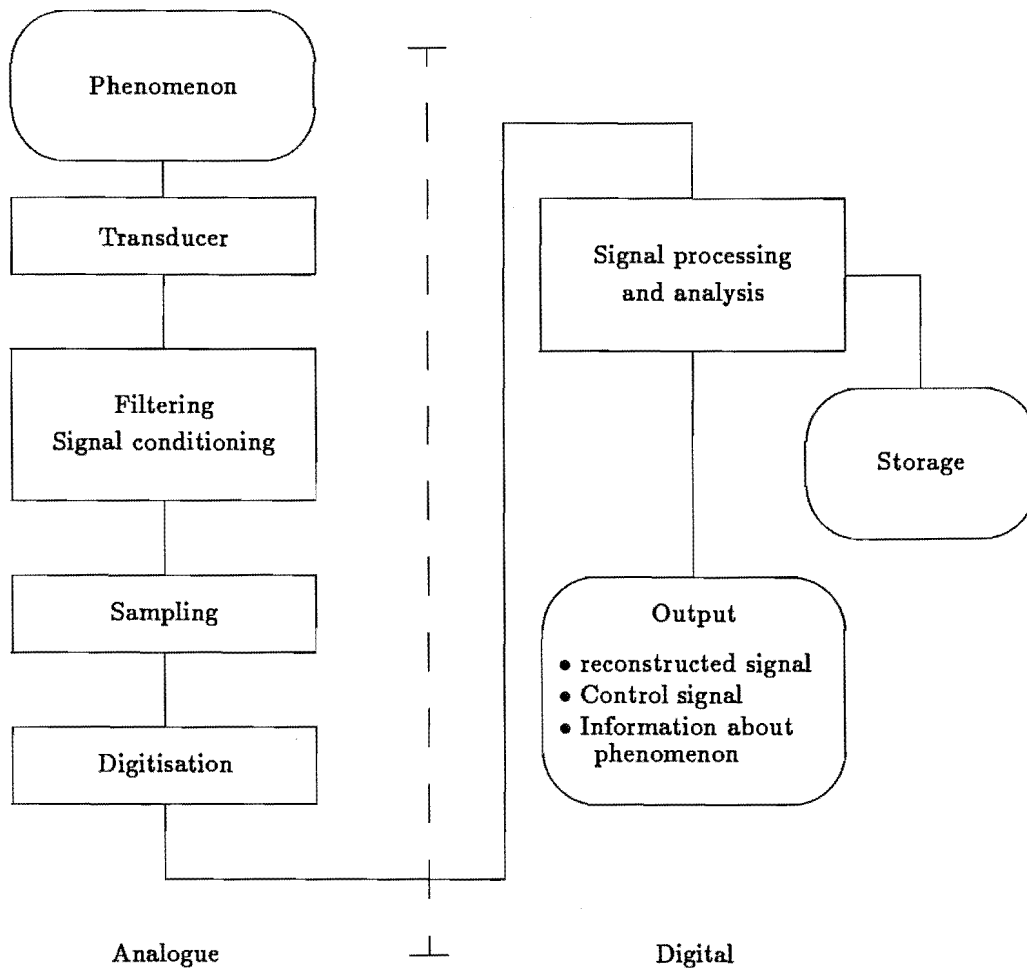 Phenomenon
Transducer
Filtering
Signal conditioning
Sampling
Digitisation
Analogue
Signal processing
and analysis
Storage
Output
• reconstructed signal
• Control signal
• Information about
phenomenon
Digital